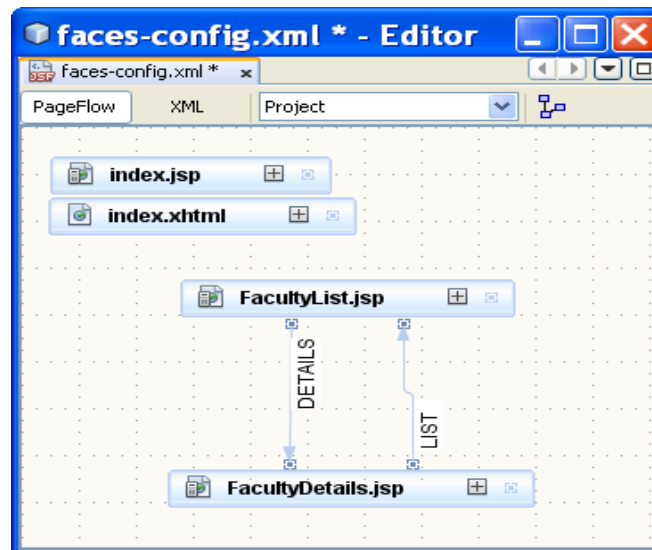 faces-config.xml * - Editor
faces-config.xml * x
PageFlow XML Project
index.jsp
index.xhtml
FacultyList.jsp
DETAILS
LIST
FacultyDetails.jsp